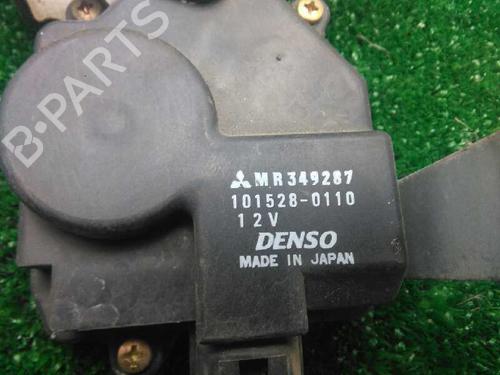 B-PARTS
MR349287
101528-0110
12V
DENSO
MADE IN JAPAN